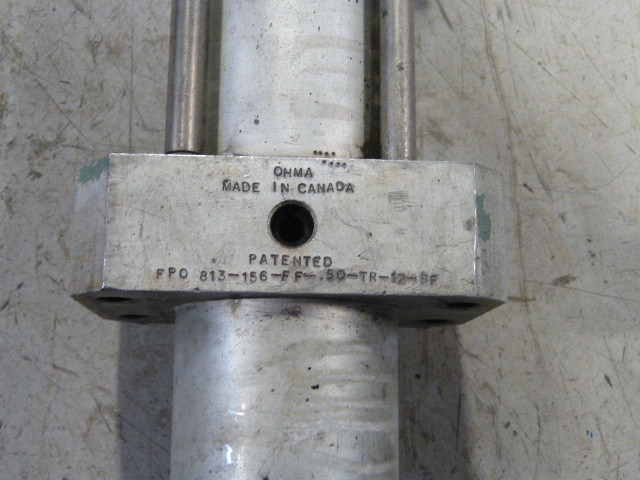 OHMA
MADE IN CANADA
PATENTED
FPO 813-156-FF-.50-TR-12-BF